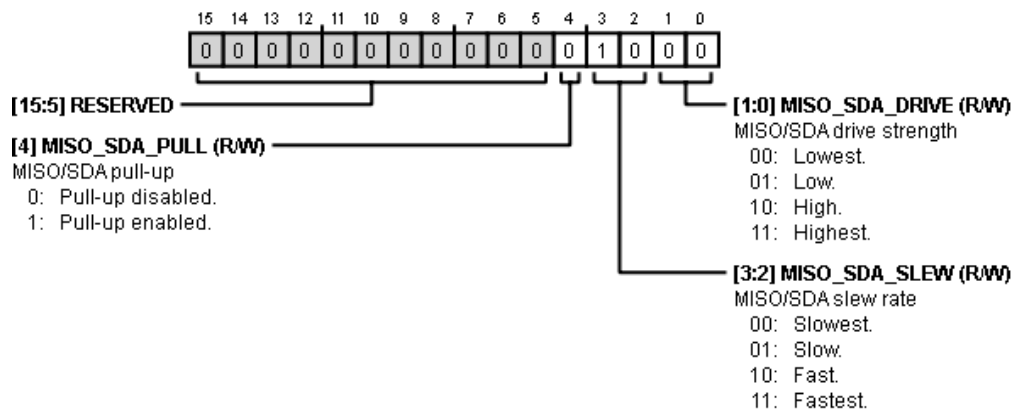 15 14 13 12 11 10 9 8 7 6 5 4 3 2 1 0
0 0 0 0 0 0 0 0 0 0 0 0 1 0 0 0
[15:5] RESERVED
[4] MISO_SDA_PULL (R/W)
MISO/SDA pull-up
0: Pull-up disabled.
1: Pull-up enabled.
[1:0] MISO_SDA_DRIVE (R/W)
MISO/SDA drive strength
00: Lowest.
01: Low.
10: High.
11: Highest.
[3:2] MISO_SDA_SLEW (R/W)
MISO/SDA slew rate
00: Slowest.
01: Slow.
10: Fast.
11: Fastest.